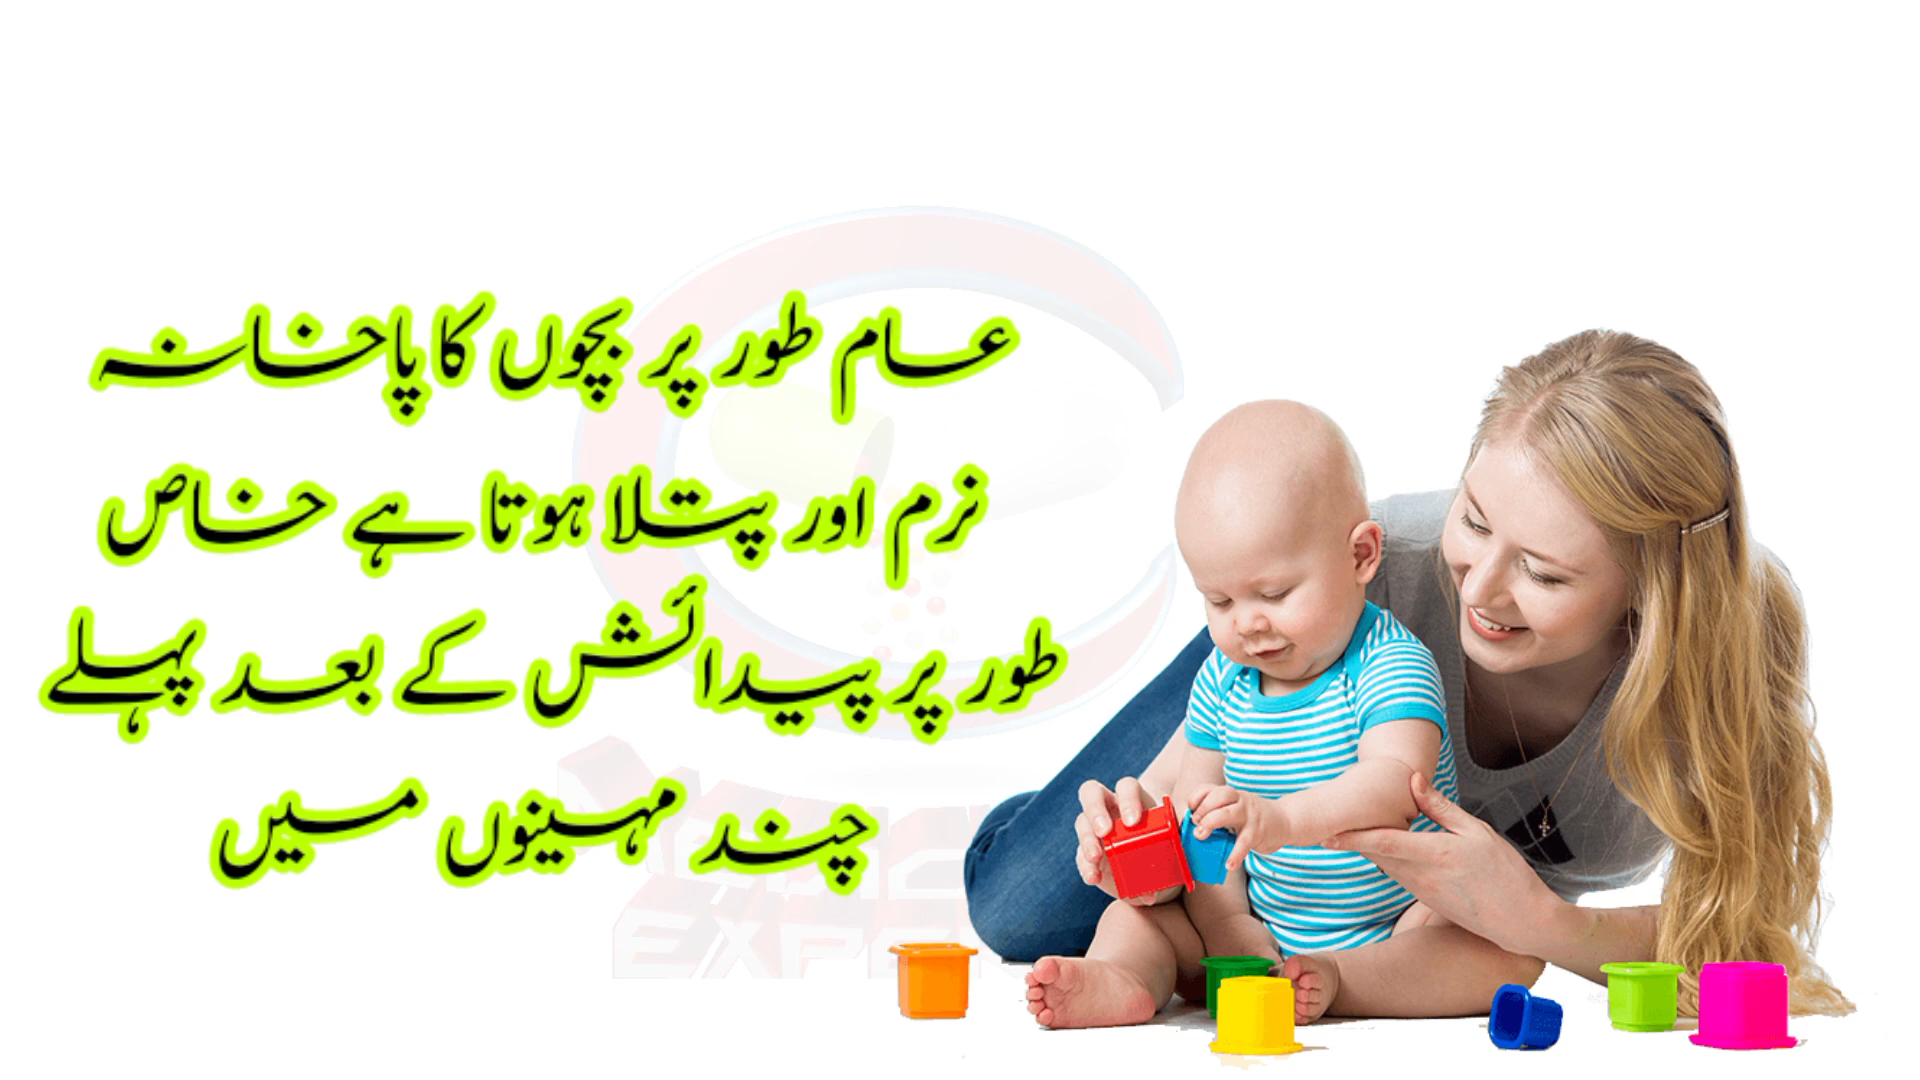 عام طور پر بچوں کا پاخانہ
نرم اور پتلا ہوتا ہے خاص
طور پر پیدائش کے بعد پہلے
چند مہینوں میں